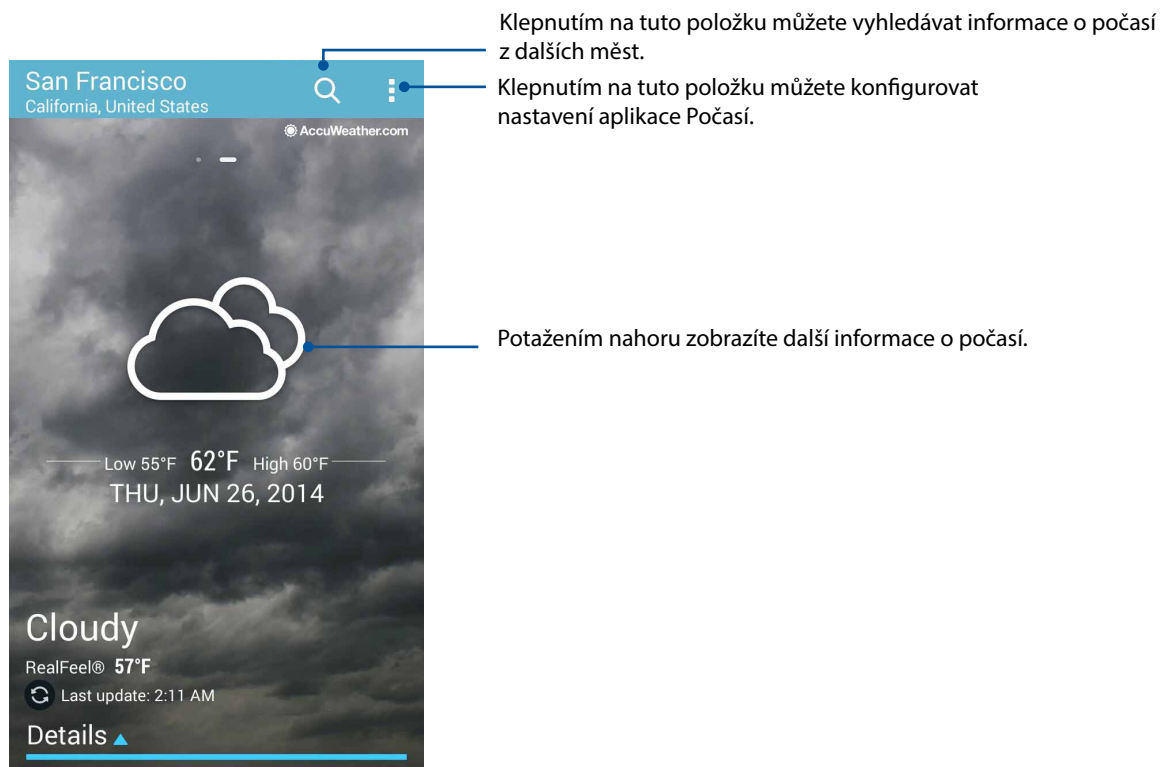 Klepnutím na tuto položku můžete vyhledávat informace o počasí
z dalších měst.
Klepnutím na tuto položku můžete konfigurovat
nastavení aplikace Počasí.
San Francisco
California, United States
AccuWeather.com
Potažením nahoru zobrazíte další informace o počasí.
Low 55°F 62°F High 60°F
THU, JUN 26, 2014
Cloudy
RealFeel® 57°F
Last update: 2:11 AM
Details